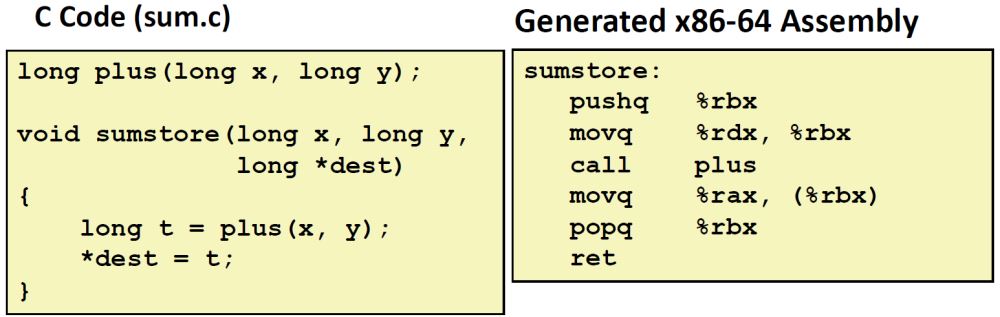 C Code (sum.c)
long plus(long x, long y);
void sumstore(long x, long y,
long *dest)
{
long t = plus(x, y);
*dest = t;
}
Generated x86-64 Assembly
sumstore:
pushq %rbx
movq %rdx, %rbx
call plus
movq %rax, (%rbx)
popq %rbx
ret